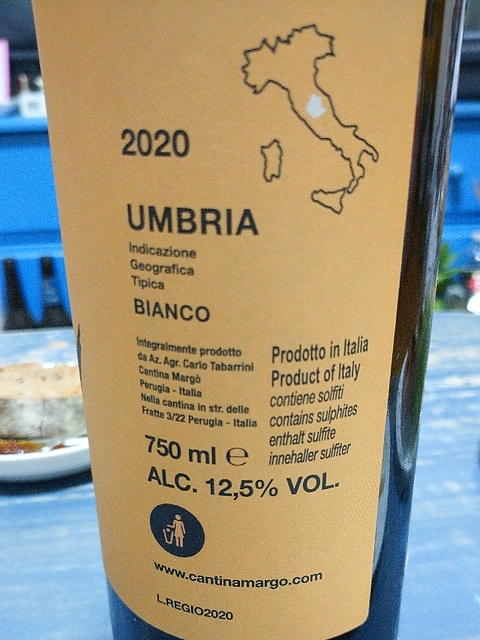 2020
UMBRIA
Indicazione
Geografica
Tipica
BIANCO
Integralmente prodotto
da Az. Agr. Carlo Tabarrini
Cantina Margò
Perugia - Italia
Nella cantina in str. delle
Fratte 3/22 Perugia - Italia
Prodotto in Italia
Product of Italy
contiene solfiti
contains sulphites
enthalt sulfite
innehaller sulfiter
750 ml ℮
ALC. 12,5% VOL.
www.cantinamargo.com
L.REGIO2020